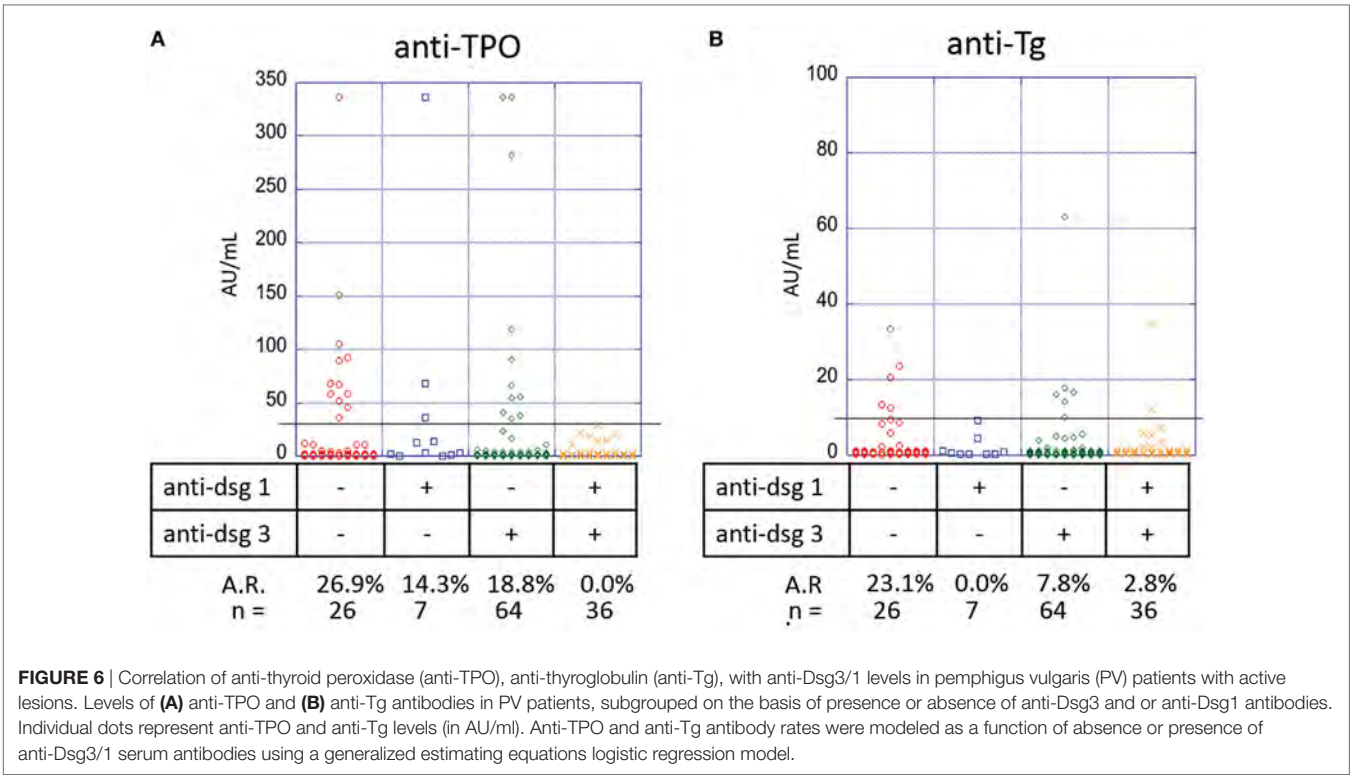 A
anti-TPO
350
300
250
200
150
100
50
0
AU/mL
anti-dsg 1 - + - +
anti-dsg 3 - - + +
A.R. 26.9% 14.3% 18.8% 0.0%
n = 26 7 64 36
B
anti-Tg
100
80
60
40
20
0
AU/mL
anti-dsg 1 - + - +
anti-dsg 3 - - + +
A.R 23.1% 0.0% 7.8% 2.8%
n = 26 7 64 36
FIGURE 6 | Correlation of anti-thyroid peroxidase (anti-TPO), anti-thyroglobulin (anti-Tg), with anti-Dsg3/1 levels in pemphigus vulgaris (PV) patients with active
lesions. Levels of (A) anti-TPO and (B) anti-Tg antibodies in PV patients, subgrouped on the basis of presence or absence of anti-Dsg3 and or anti-Dsg1 antibodies.
Individual dots represent anti-TPO and anti-Tg levels (in AU/ml). Anti-TPO and anti-Tg antibody rates were modeled as a function of absence or presence of
anti-Dsg3/1 serum antibodies using a generalized estimating equations logistic regression model.